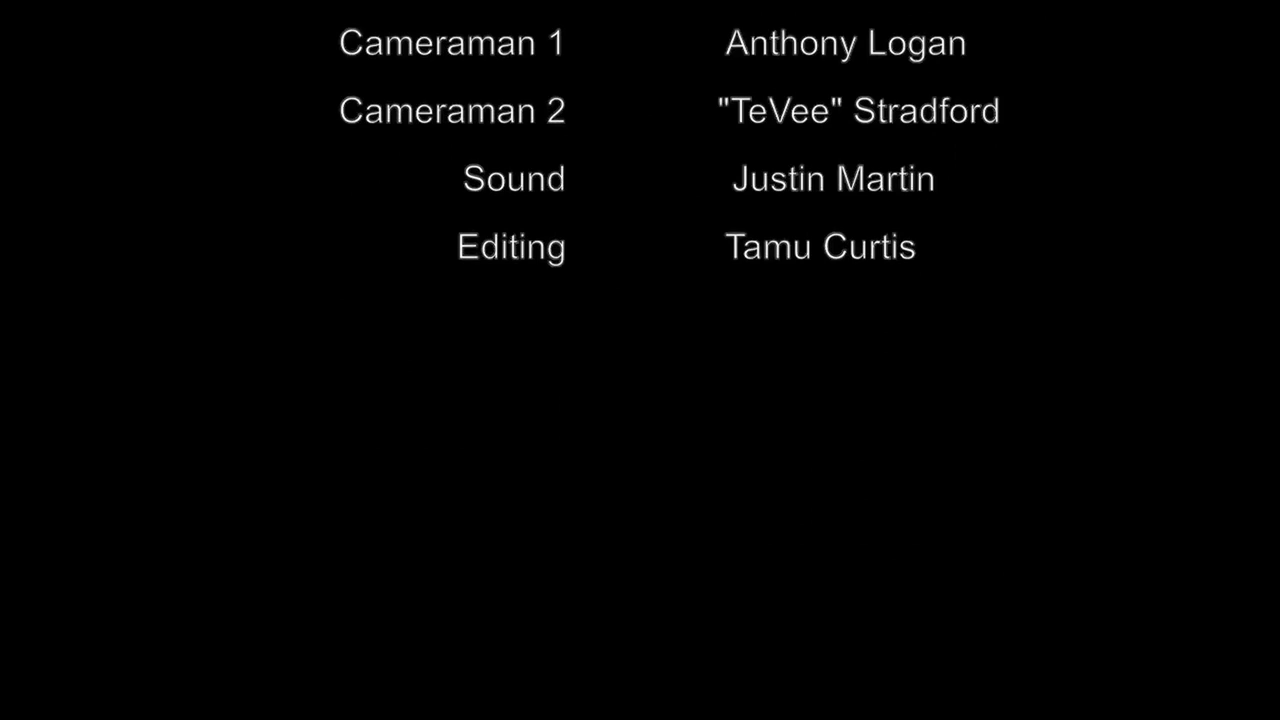 Cameraman 1 Anthony Logan
Cameraman 2 "TeVee" Stradford
Sound Justin Martin
Editing Tamu Curtis